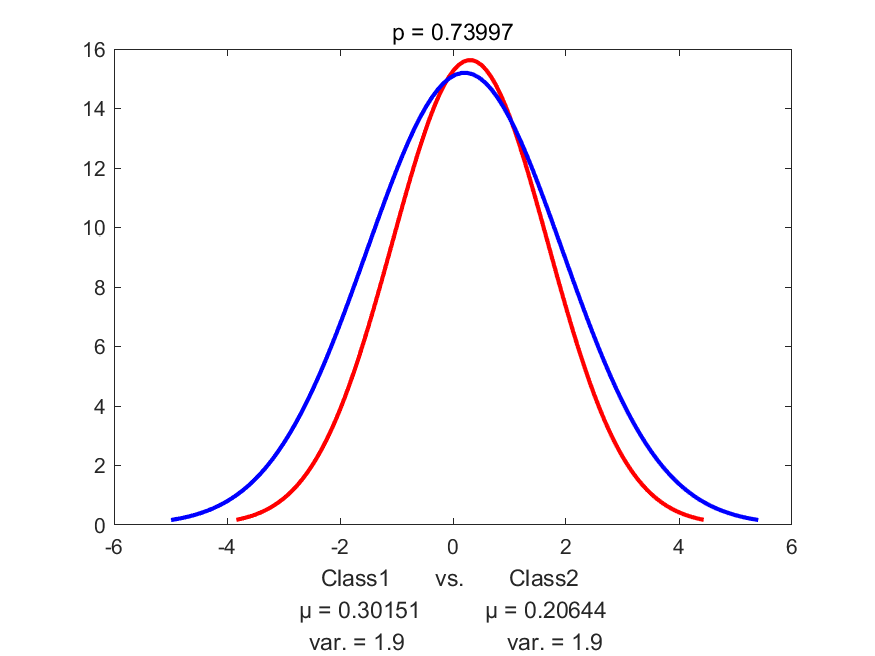 p = 0.73997
16
14
12
10
8
6
4
2
0
-6 -4 -2 0 2 4 6
Class1 vs. Class2
μ = 0.30151 μ = 0.20644
var. = 1.9 var. = 1.9